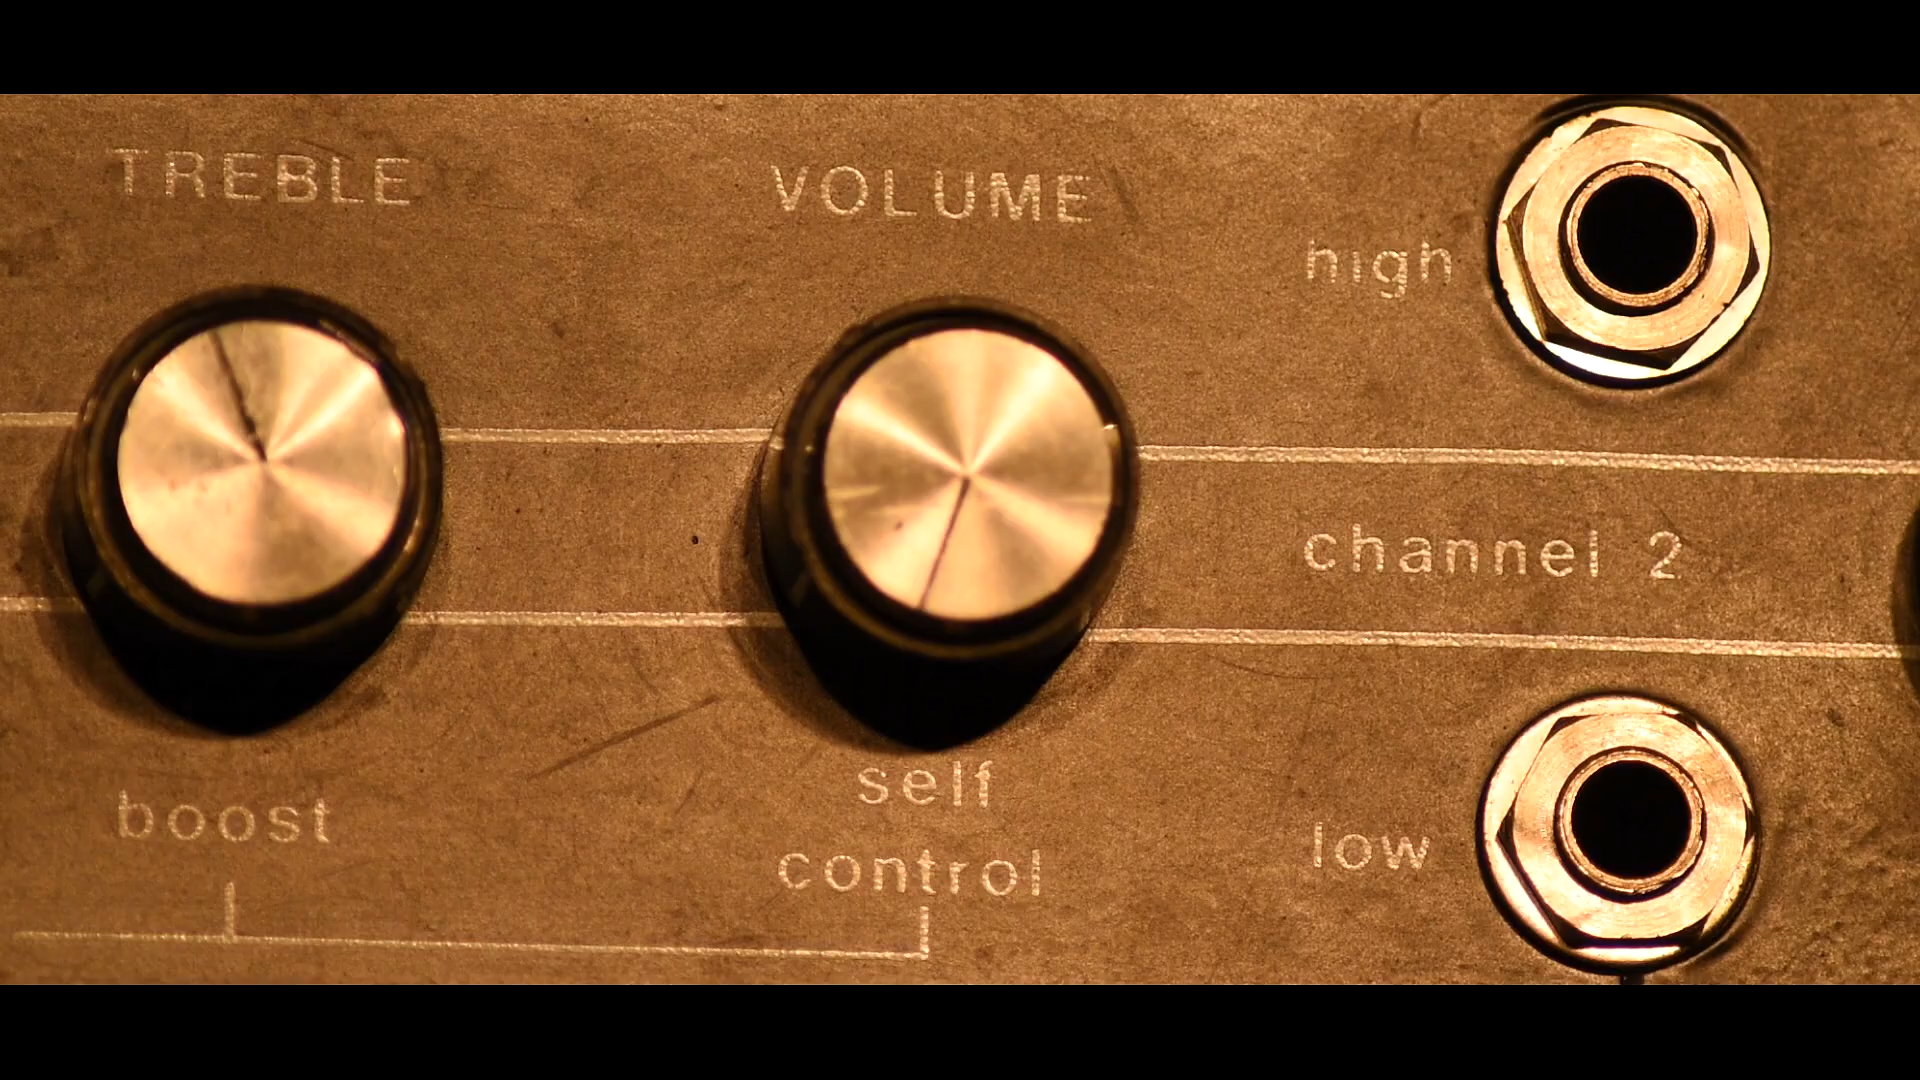 TREBLE
VOLUME
high
channel 2
boost
self
control
low